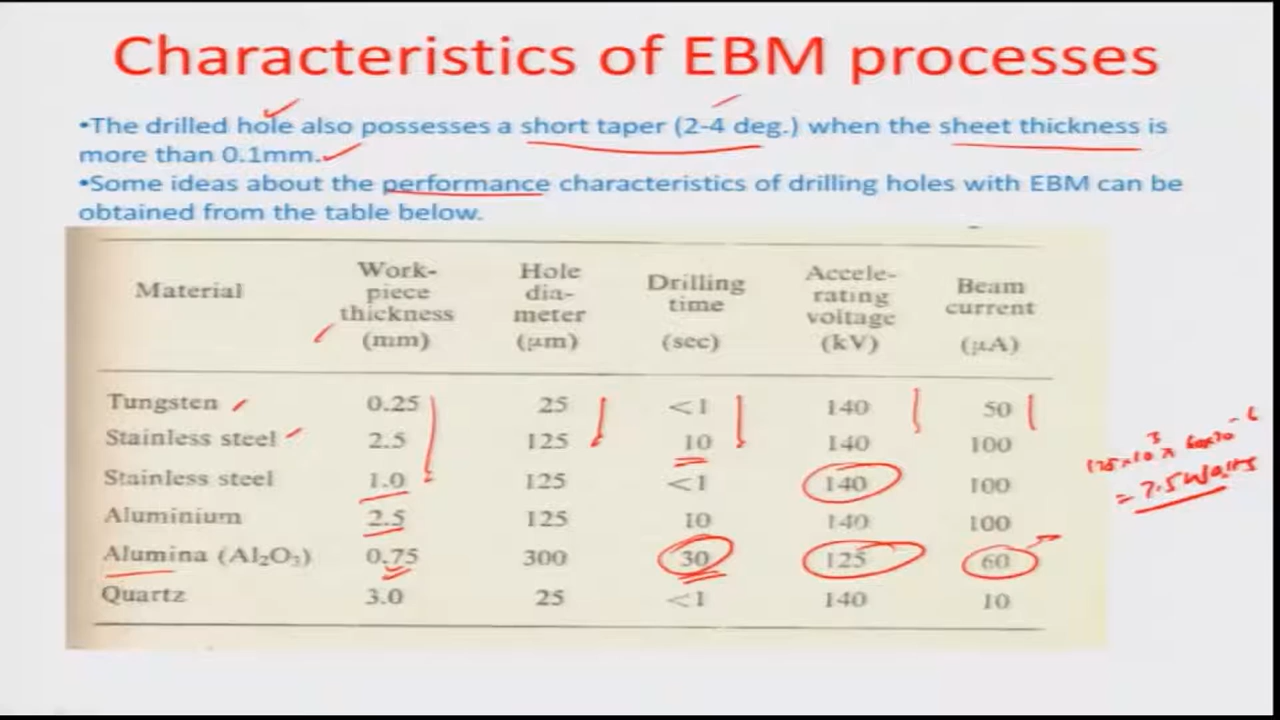 Characteristics of EBM processes
•The drilled hole also possesses a short taper (2-4 deg.) when the sheet thickness is
more than 0.1mm.
•Some ideas about the performance characteristics of drilling holes with EBM can be
obtained from the table below.
Material Work-piece thickness (mm) Hole dia-meter (μm) Drilling time (sec) Accele-rating voltage (kV) Beam current (μA)
Tungsten 0.25 25 <1 140 50
Stainless steel 2.5 125 10 140 100
Stainless steel 1.0 125 <1 140 100
Aluminium 2.5 125 10 140 100
Alumina (Al₂O₃) 0.75 300 30 125 60
Quartz 3.0 25 <1 140 10
125×10³ × 60×10⁻⁶
= 7.5 Watts